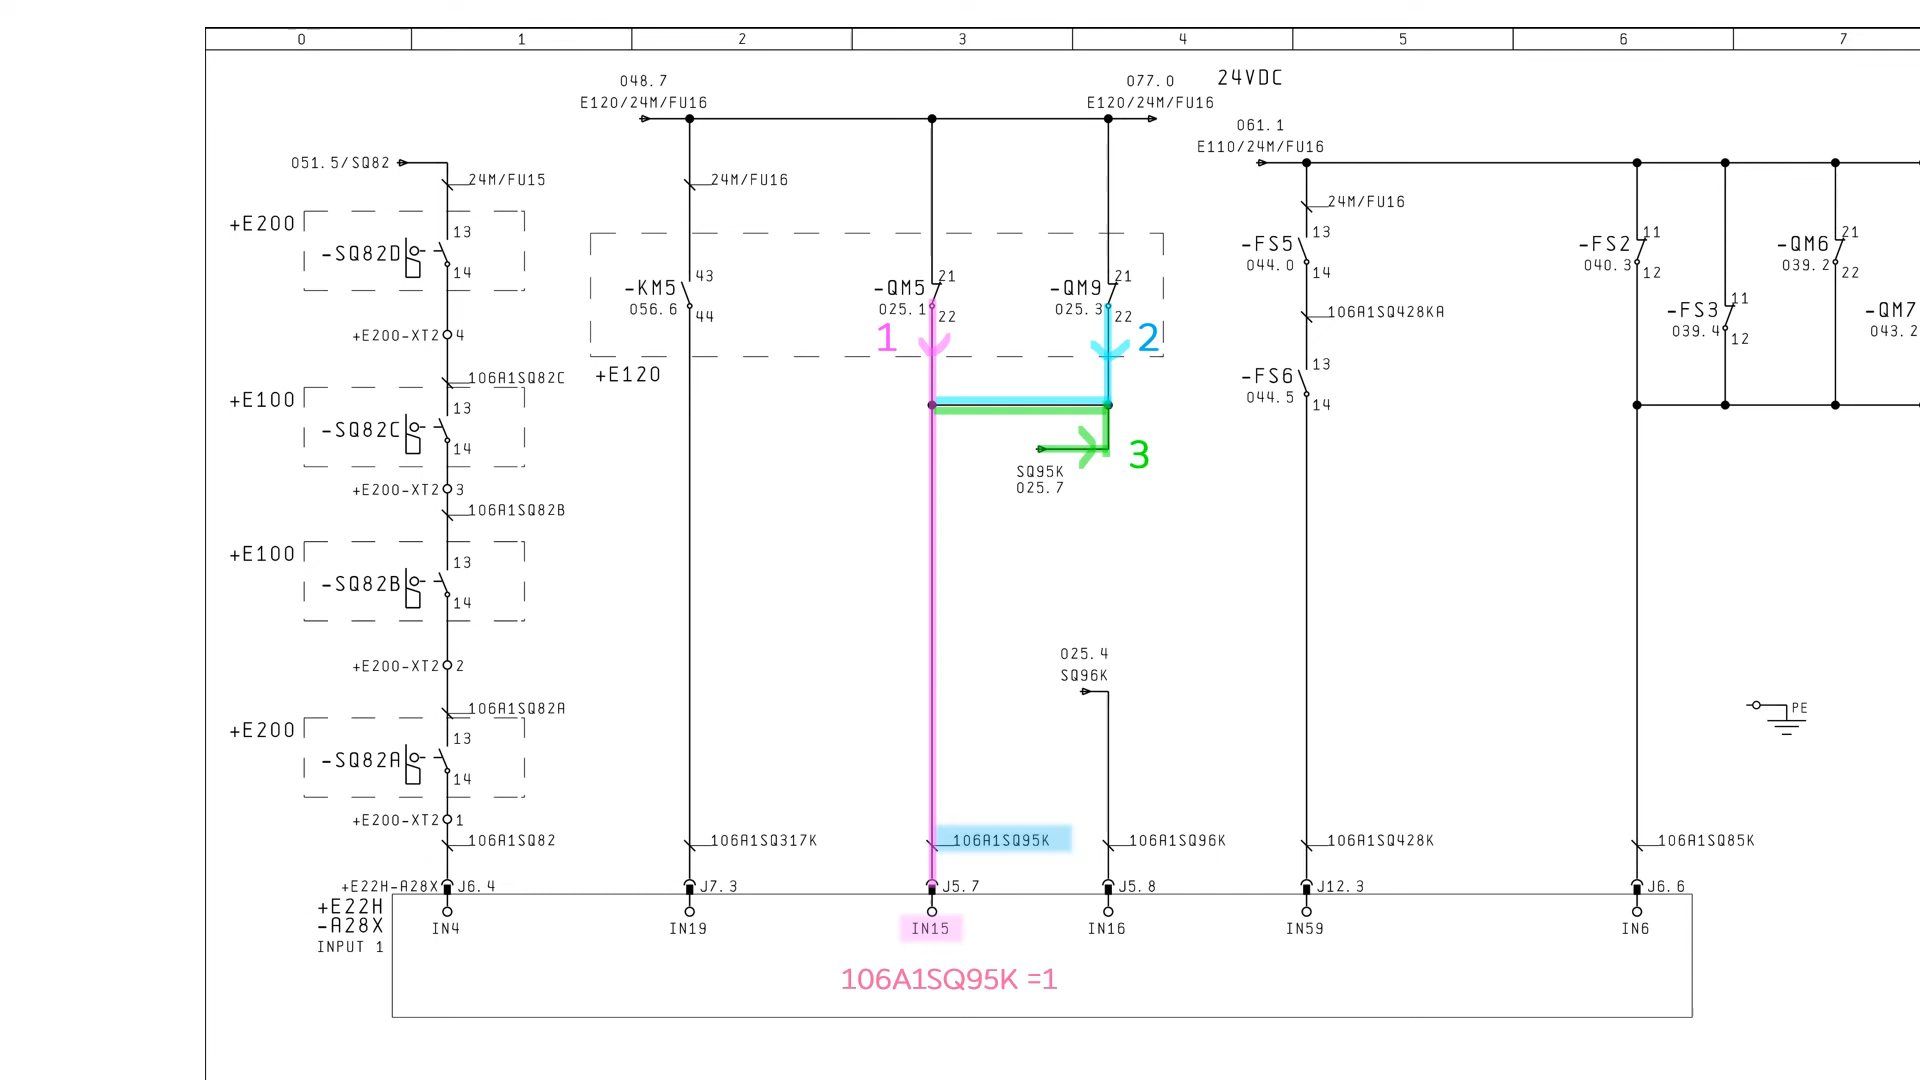 0 1 2 3 4 5 6 7
048.7 077.0 24VDC
E120/24M/FU16 E120/24M/FU16
061.1
E110/24M/FU16
051.5/SQ82
24M/FU15 24M/FU16
24M/FU16
+E200
-SQ82D 13 14
-KM5 43
056.6 44
-QM5 21
025.1 22
-QM9 21
025.3 22
-FS5 13
044.0 14
-FS2 11
040.3 12
-QM6 21
039.2 22
-FS3 11
039.4 12
-QM7
043.2
106A1SQ428KA
+E200-XT2 4
1 2
+E120
106A1SQ82C
-FS6 13
044.5 14
+E100
-SQ82C 13 14
3
SQ95K
025.7
+E200-XT2 3
106A1SQ82B
+E100
-SQ82B 13 14
+E200-XT2 2
025.4
SQ96K
106A1SQ82A
PE
+E200
-SQ82A 13 14
+E200-XT2 1
106A1SQ82 106A1SQ317K 106A1SQ95K 106A1SQ96K 106A1SQ428K 106A1SQ85K
+E22H-A28X J6.4 J7.3 J5.7 J5.8 J12.3 J6.6
+E22H
-A28X
INPUT 1
IN4 IN19 IN15 IN16 IN59 IN6
106A1SQ95K =1